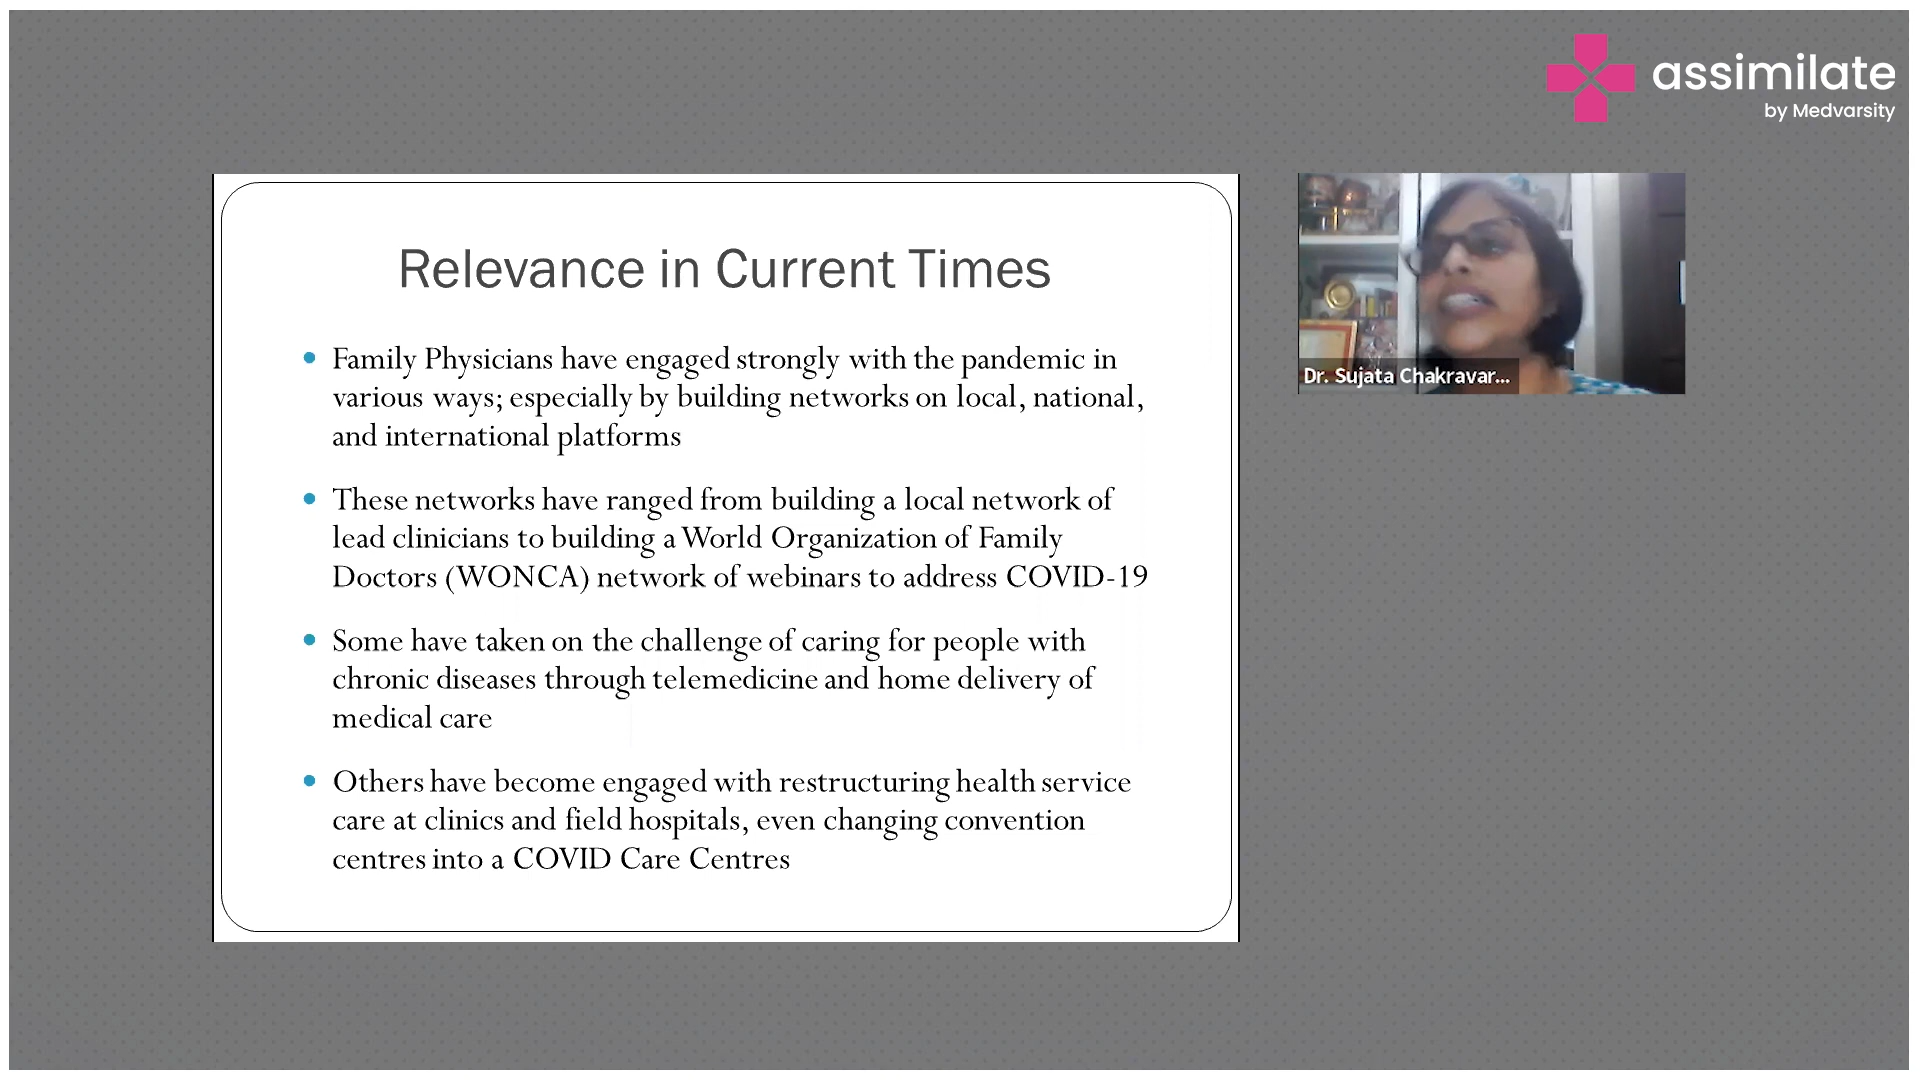 assimilate
by Medvarsity
Relevance in Current Times
• Family Physicians have engaged strongly with the pandemic in
various ways; especially by building networks on local, national,
and international platforms
• These networks have ranged from building a local network of
lead clinicians to building a World Organization of Family
Doctors (WONCA) network of webinars to address COVID-19
• Some have taken on the challenge of caring for people with
chronic diseases through telemedicine and home delivery of
medical care
• Others have become engaged with restructuring health service
care at clinics and field hospitals, even changing convention
centres into a COVID Care Centres
Dr. Sujata Chakravar...